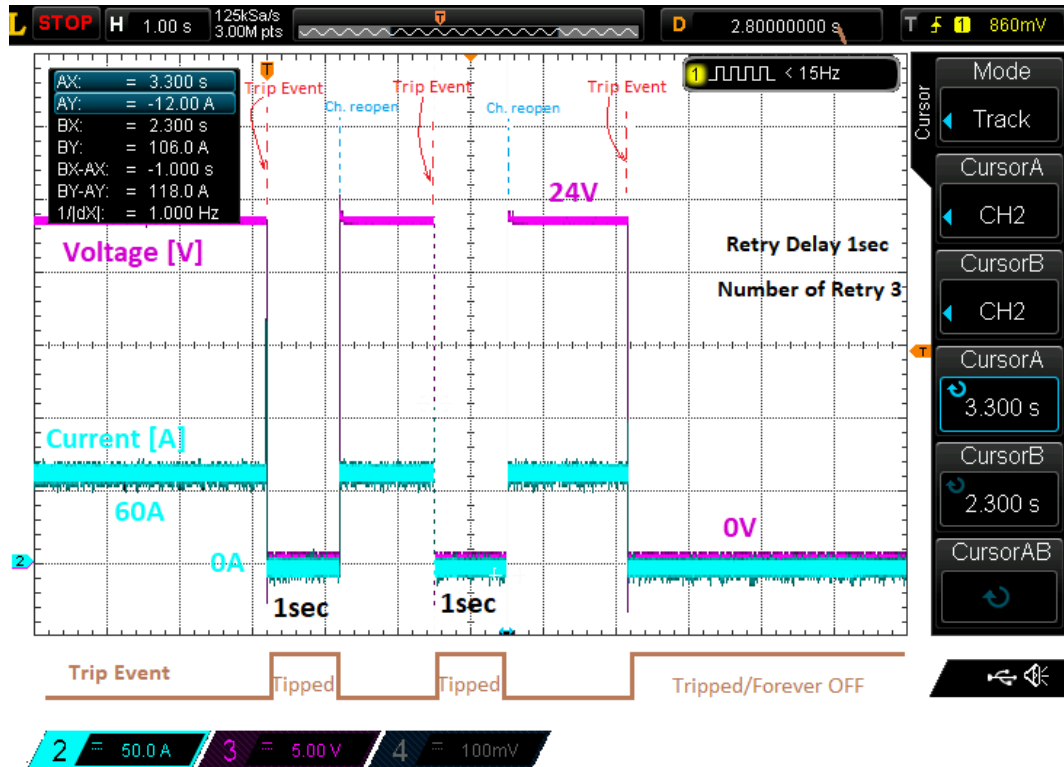 L STOP H 1.00 s 125kSa/s 3.00M pts T D 2.80000000 s T 1 860mV
AX: = 3.300 s
AY: = -12.00 A
BX: = 2.300 s
BY: = 106.0 A
BX-AX: = -1.000 s
BY-AY: = 118.0 A
1/|dX|: = 1.000 Hz
T
Trip Event
Ch. reopen
Trip Event
Ch. reopen
Trip Event
1 < 15Hz
24V
Voltage [V]
Retry Delay 1sec
Number of Retry 3
T
Current [A]
60A
0A
0V
2
1sec
1sec
Cursor
Mode
Track
CursorA
CH2
CursorB
CH2
CursorA
3.300 s
CursorB
2.300 s
CursorAB
Trip Event
Tipped
Tipped
Tripped/Forever OFF
2 = 50.0 A 3 = 5.00 V 4 = 100mV